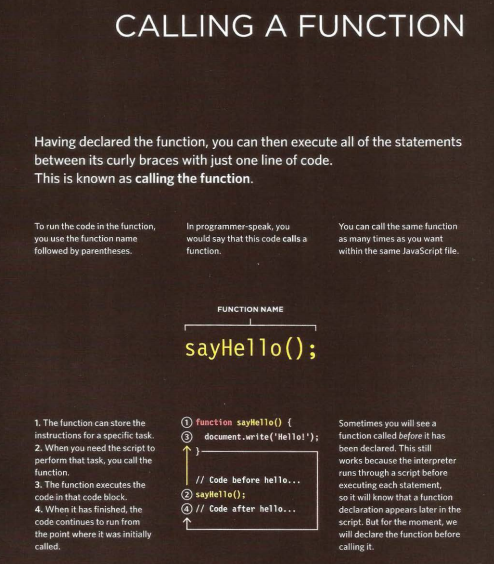 CALLING A FUNCTION
Having declared the function, you can then execute all of the statements
between its curly braces with just one line of code.
This is known as calling the function.
To run the code in the function,
you use the function name
followed by parentheses.
In programmer-speak, you
would say that this code calls a
function.
You can call the same function
as many times as you want
within the same JavaScript file.
FUNCTION NAME
sayHello();
1. The function can store the
instructions for a specific task.
2. When you need the script to
perform that task, you call the
function.
3. The function executes the
code in that code block.
4. When it has finished, the
code continues to run from
the point where it was initially
called.
1 function sayHello() {
3 document.write('Hello!');
}
// Code before hello...
2 sayHello();
4 // Code after hello...
Sometimes you will see a
function called before it has
been declared. This still
works because the interpreter
runs through a script before
executing each statement,
so it will know that a function
declaration appears later in the
script. But for the moment, we
will declare the function before
calling it.